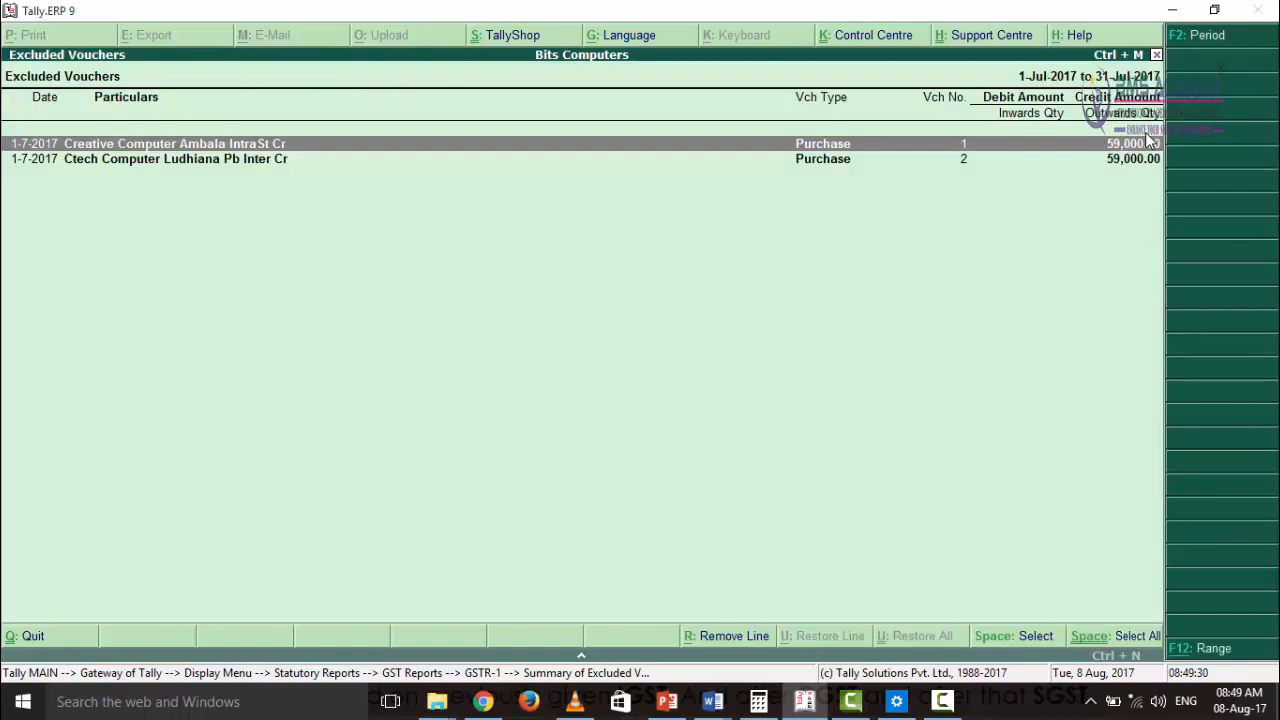 Tally.ERP 9
P: Print E: Export M: E-Mail O: Upload S: TallyShop G: Language K: Keyboard K: Control Centre H: Support Centre H: Help F2: Period
Excluded Vouchers Bits Computers Ctrl + M
Excluded Vouchers 1-Jul-2017 to 31-Jul-2017
Date Particulars Vch Type Vch No. Debit Amount Credit Amount
Inwards Qty Outwards Qty
1-7-2017 Creative Computer Ambala IntraSt Cr Purchase 1 59,000.00
1-7-2017 Ctech Computer Ludhiana Pb Inter Cr Purchase 2 59,000.00
Q: Quit R: Remove Line U: Restore Line U: Restore All Space: Select Space: Select All F12: Range
Ctrl + N
Tally MAIN --> Gateway of Tally --> Display Menu --> Statutory Reports --> GST Reports --> GSTR-1 --> Summary of Excluded V... (c) Tally Solutions Pvt. Ltd., 1988-2017 Tue, 8 Aug, 2017 08:49:30
Search the web and Windows ENG 08:49 AM
08-Aug-17
that SGST